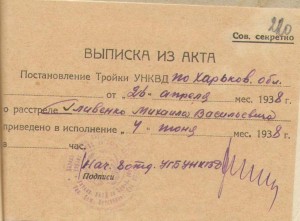 210
Сов. секретно
ВЫПИСКА ИЗ АКТА
Постановление Тройки УНКВД по Харьков. обл.
от „26" апреля мес. 1938
о расстреле Гливенко Михаила Васильевича
приведено в исполнение „4" июня мес. 1938
в час.
Нач. 8 отд. УГБ УНКВД
Подпись